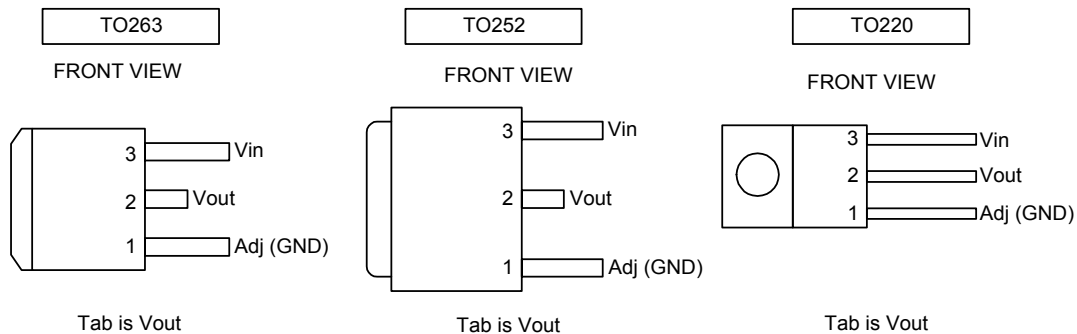 TO263
FRONT VIEW
3 Vin
2 Vout
1 Adj (GND)
Tab is Vout
TO252
FRONT VIEW
3 Vin
2 Vout
1 Adj (GND)
Tab is Vout
TO220
FRONT VIEW
3 Vin
2 Vout
1 Adj (GND)
Tab is Vout